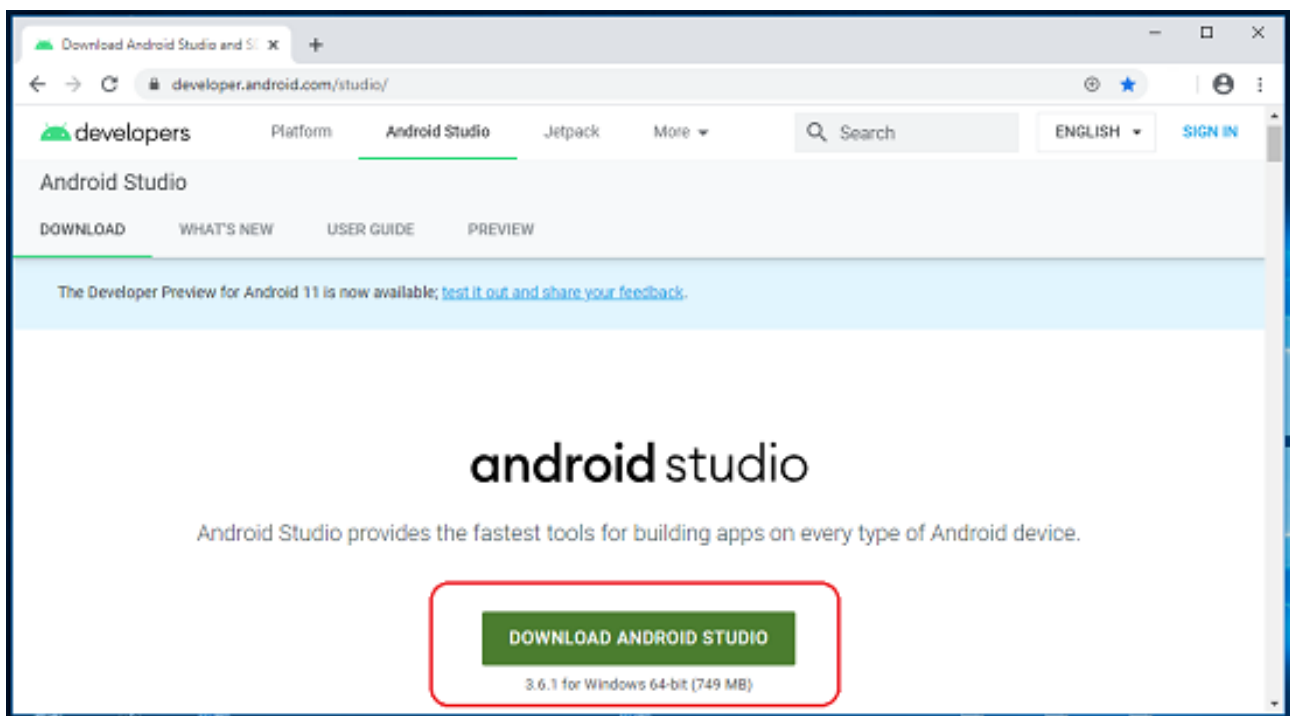 Download Android Studio and S
developer.android.com/studio/
developers Platform Android Studio Jetpack More Search ENGLISH SIGN IN
Android Studio
DOWNLOAD WHAT'S NEW USER GUIDE PREVIEW
The Developer Preview for Android 11 is now available; test it out and share your feedback.
android studio
Android Studio provides the fastest tools for building apps on every type of Android device.
DOWNLOAD ANDROID STUDIO
3.6.1 for Windows 64-bit (749 MB)